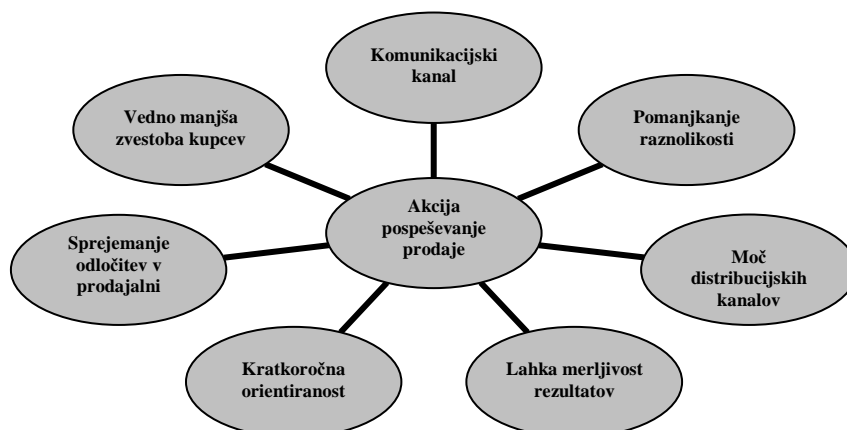 Komunikacijski
kanal
Vedno manjša
zvestoba kupcev
Pomanjkanje
raznolikosti
Akcija
pospeševanje
prodaje
Sprejemanje
odločitev v
prodajalni
Moč
distribucijskih
kanalov
Kratkoročna
orientiranost
Lahka merljivost
rezultatov